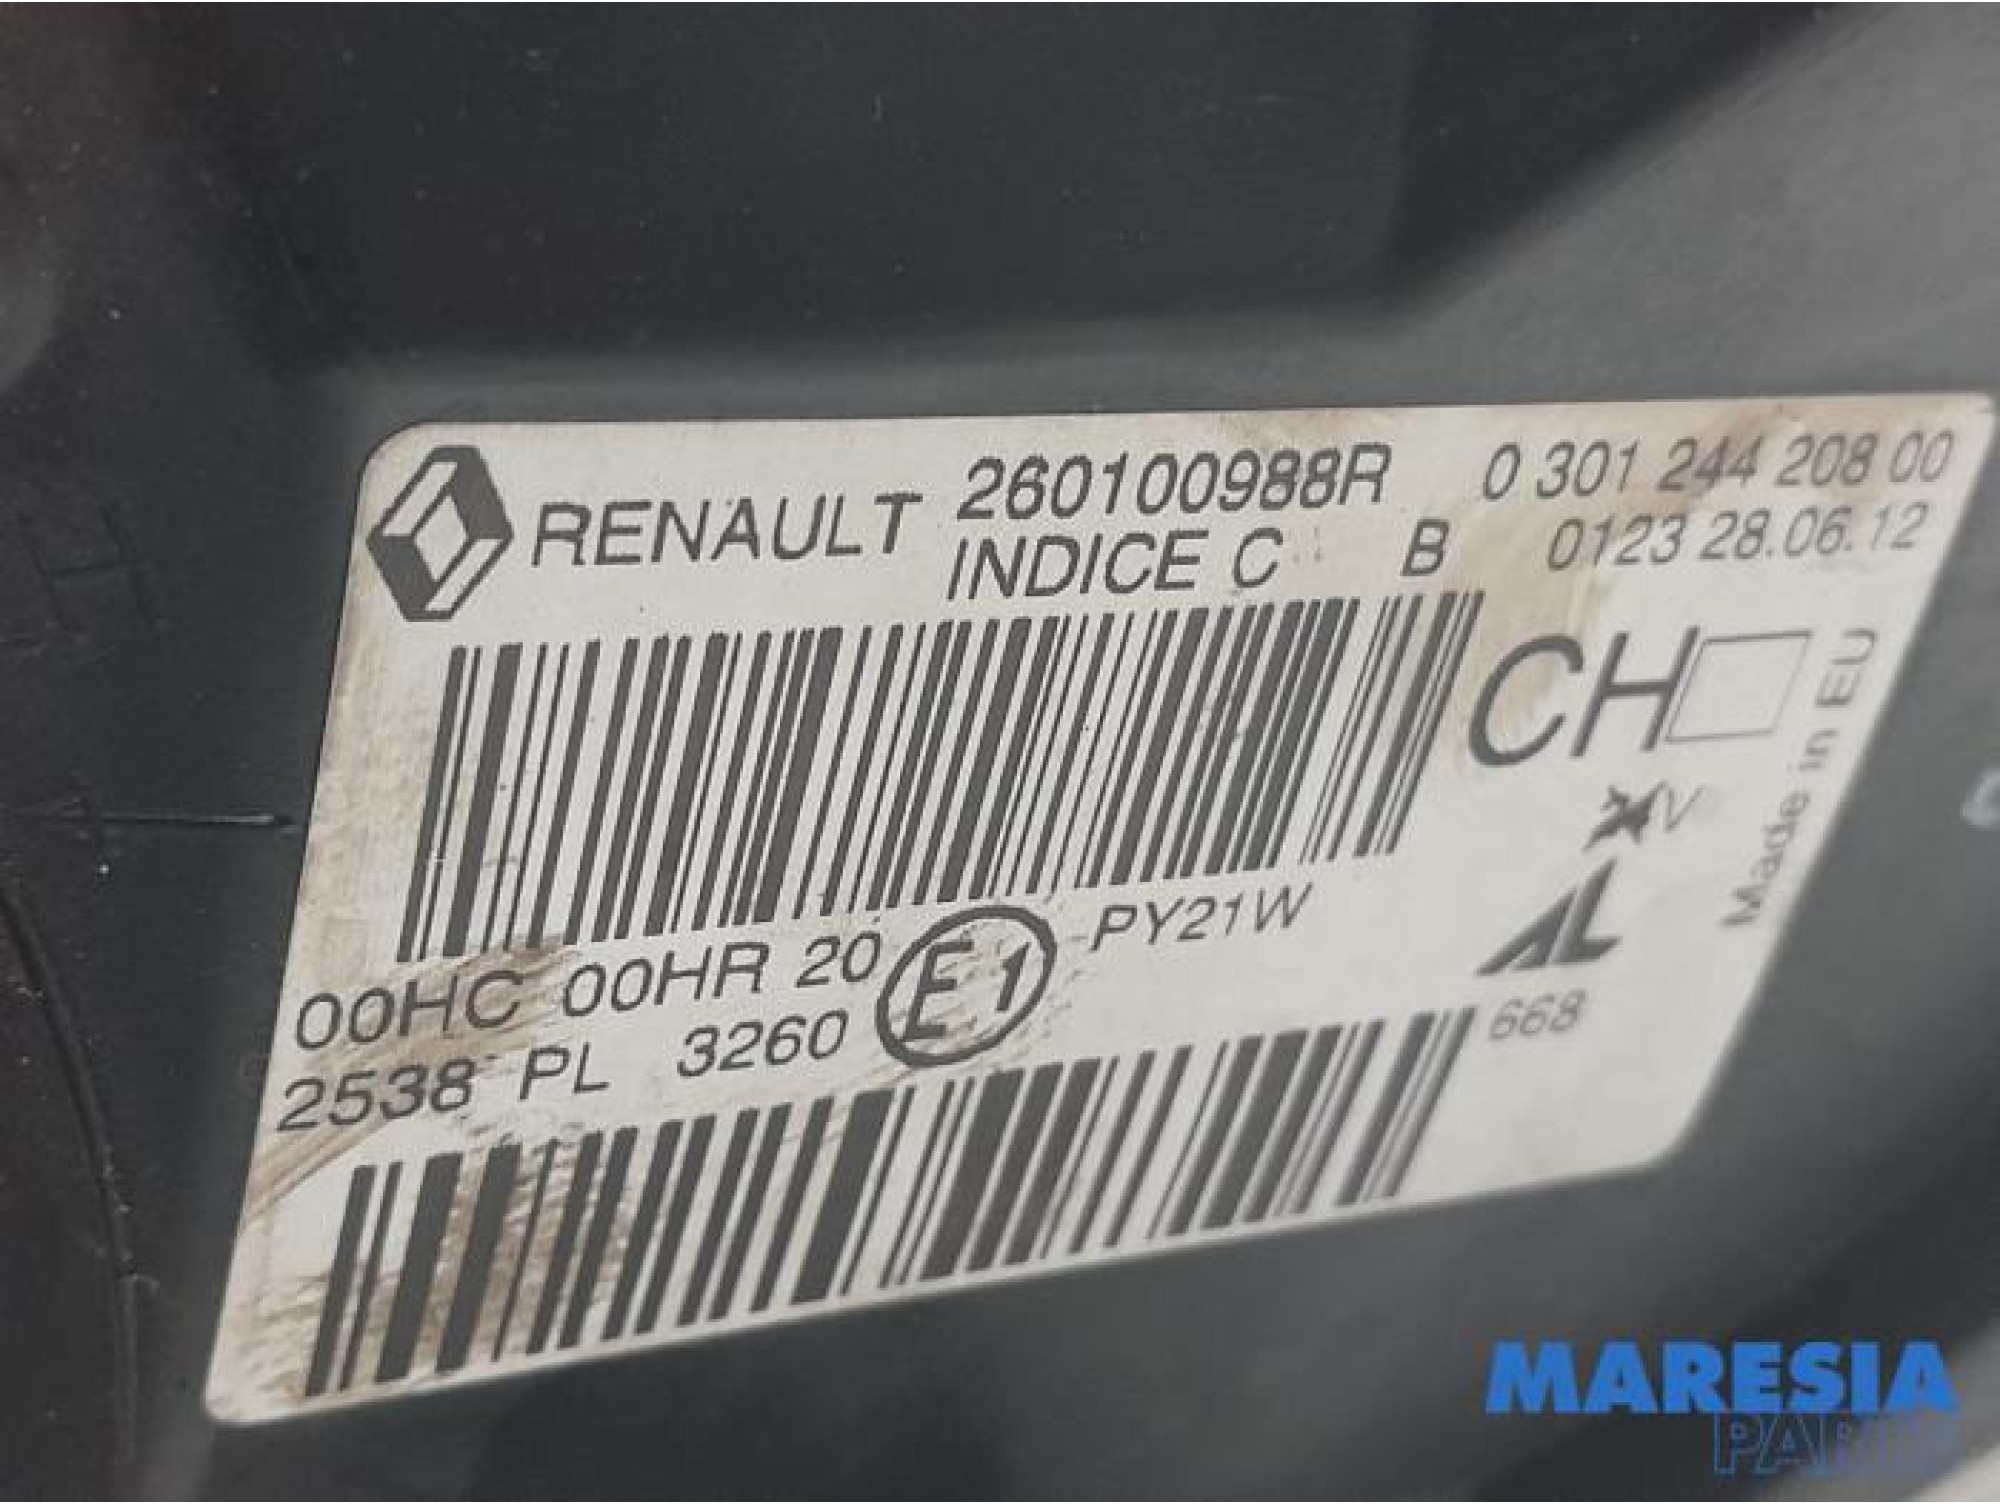 RENAULT 260100988R 0 301 244 208 00
INDICE C B 0123 28.06.12
CH
V
Made in EU
AL
00HC 00HR 20 E1 PY21W
2538 PL 3260
668
MARESIA
PARTS